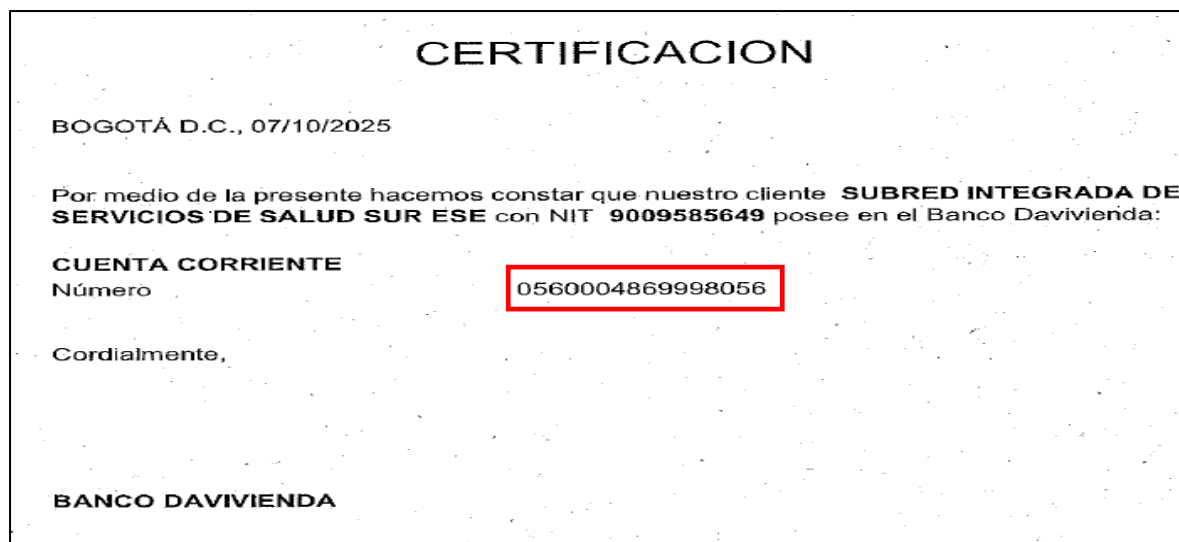 CERTIFICACION
BOGOTÁ D.C., 07/10/2025
Por medio de la presente hacemos constar que nuestro cliente SUBRED INTEGRADA DE
SERVICIOS DE SALUD SUR ESE con NIT 9009585649 posee en el Banco Davivienda:
CUENTA CORRIENTE
Número 0560004869998056
Cordialmente,
BANCO DAVIVIENDA